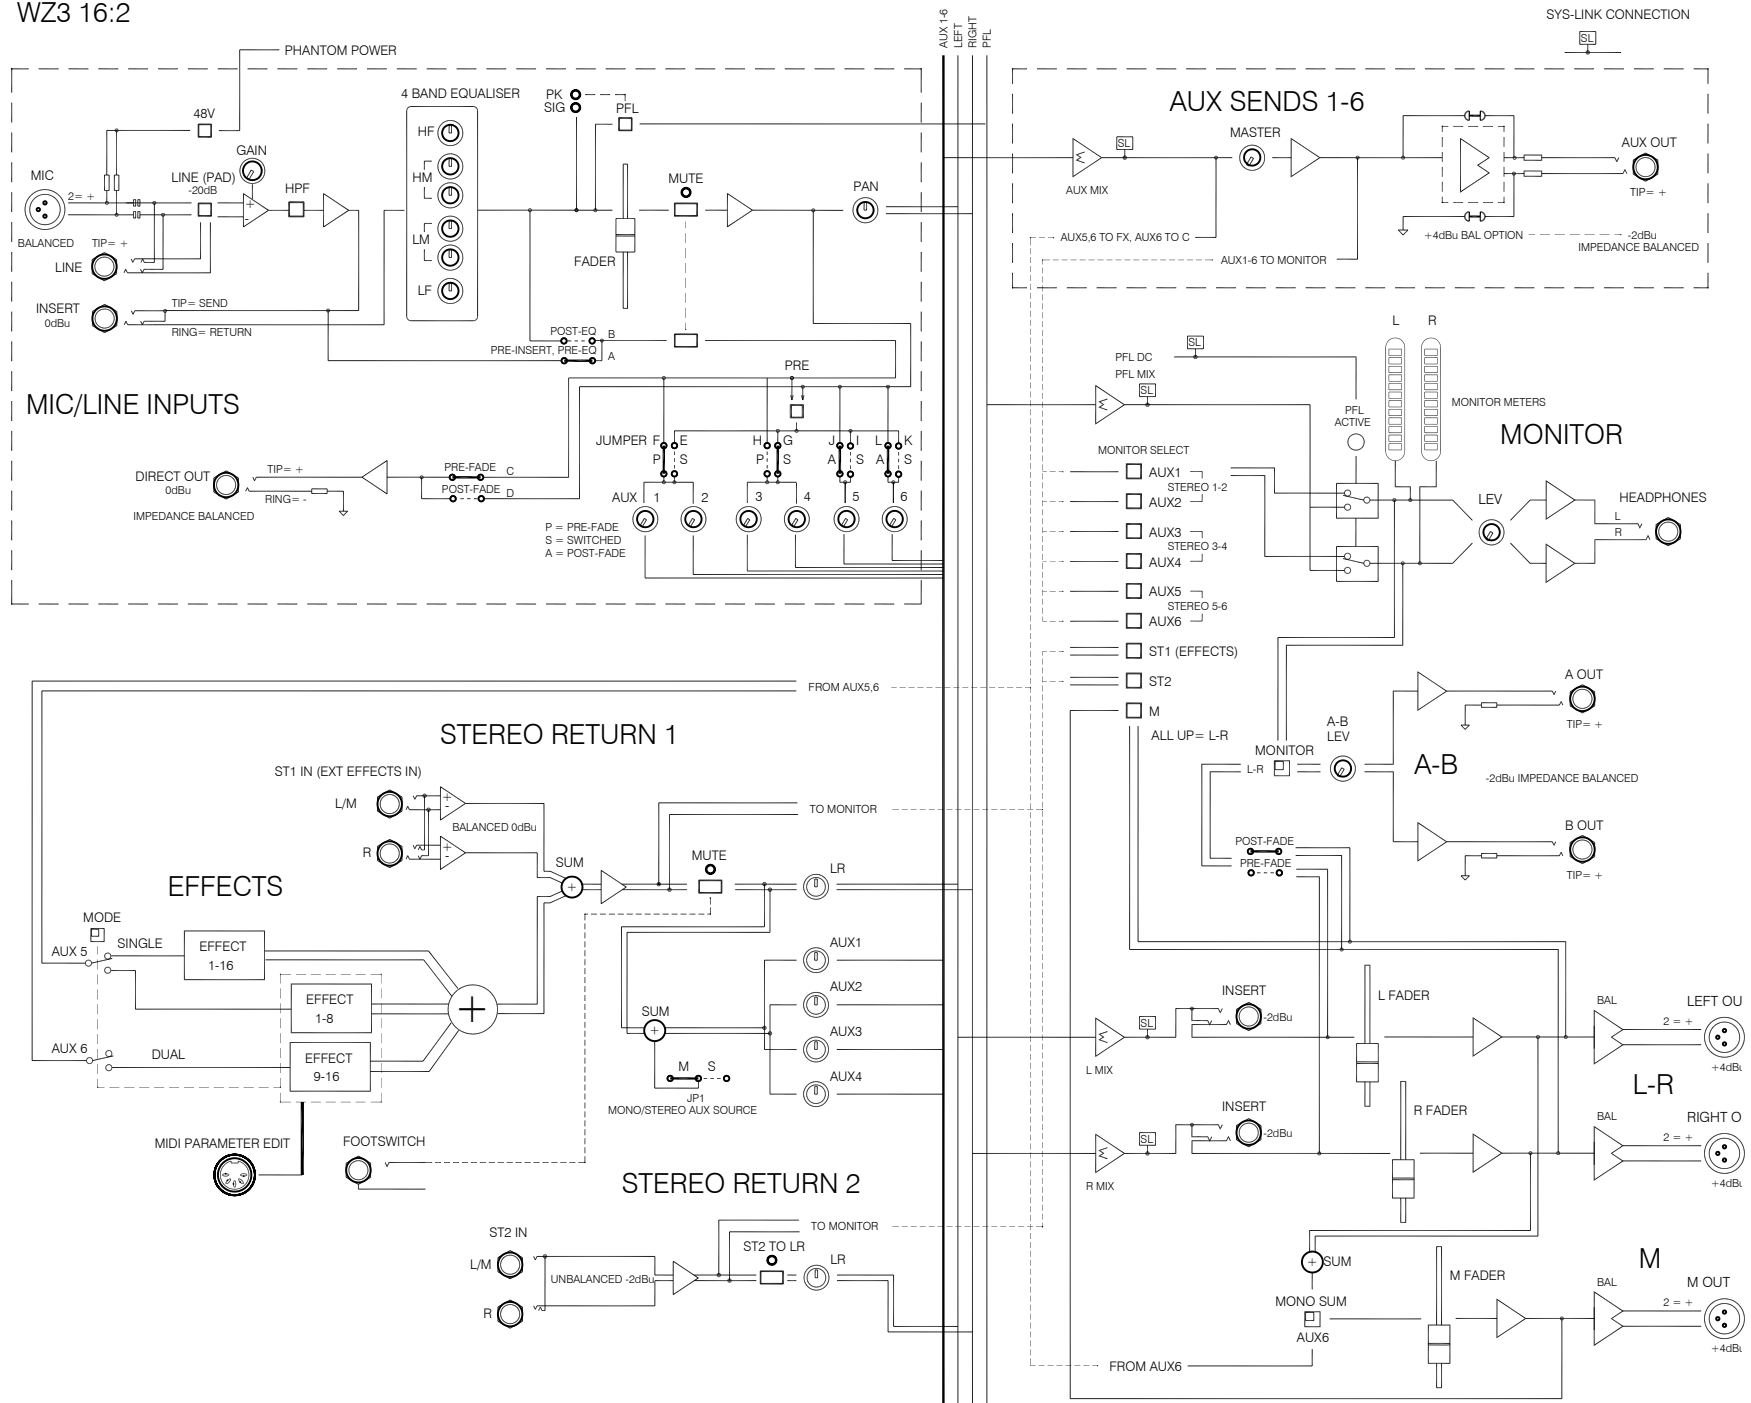 WZ3 16:2
AUX 1-6
LEFT
RIGHT
PFL
SYS-LINK CONNECTION
SL
PHANTOM POWER
48V
GAIN
MIC
2= +
LINE (PAD)
-20dB
HPF
BALANCED
TIP= +
LINE
INSERT
0dBu
TIP= SEND
RING= RETURN
4 BAND EQUALISER
HF
HM
LM
LF
PK
SIG
PFL
MUTE
PAN
FADER
POST-EQ
B
PRE-INSERT, PRE-EQ
A
PRE
MIC/LINE INPUTS
JUMPER
F
E
H
G
J
I
L
K
P
S
P
S
A
S
A
S
DIRECT OUT
0dBu
TIP= +
RING= -
IMPEDANCE BALANCED
PRE-FADE
C
POST-FADE
D
AUX
1
2
3
4
5
6
P = PRE-FADE
S = SWITCHED
A = POST-FADE
AUX SENDS 1-6
SL
MASTER
AUX MIX
AUX OUT
TIP= +
AUX5,6 TO FX, AUX6 TO C
AUX1-6 TO MONITOR
+4dBu BAL OPTION
-2dBu
IMPEDANCE BALANCED
L
R
PFL DC
SL
PFL MIX
SL
PFL
ACTIVE
MONITOR METERS
MONITOR
MONITOR SELECT
AUX1
STEREO 1-2
AUX2
AUX3
STEREO 3-4
AUX4
AUX5
STEREO 5-6
AUX6
ST1 (EFFECTS)
ST2
M
ALL UP= L-R
LEV
HEADPHONES
L
R
A OUT
TIP= +
A-B
LEV
MONITOR
L-R
A-B
-2dBu IMPEDANCE BALANCED
POST-FADE
PRE-FADE
B OUT
TIP= +
FROM AUX5,6
STEREO RETURN 1
ST1 IN (EXT EFFECTS IN)
L/M
+
-
BALANCED 0dBu
R
+
-
SUM
+
TO MONITOR
MUTE
LR
EFFECTS
MODE
SINGLE
AUX 5
EFFECT
1-16
EFFECT
1-8
EFFECT
9-16
AUX 6
DUAL
+
AUX1
AUX2
AUX3
AUX4
SUM
+
M
S
JP1
MONO/STEREO AUX SOURCE
MIDI PARAMETER EDIT
FOOTSWITCH
STEREO RETURN 2
ST2 IN
L/M
UNBALANCED -2dBu
R
TO MONITOR
ST2 TO LR
LR
INSERT
-2dBu
SL
L MIX
L FADER
BAL
LEFT OU
2 = +
+4dBu
L-R
INSERT
-2dBu
SL
R MIX
R FADER
BAL
RIGHT O
2 = +
+4dBu
SUM
+
MONO SUM
AUX6
FROM AUX6
M FADER
M
BAL
M OUT
2 = +
+4dBu